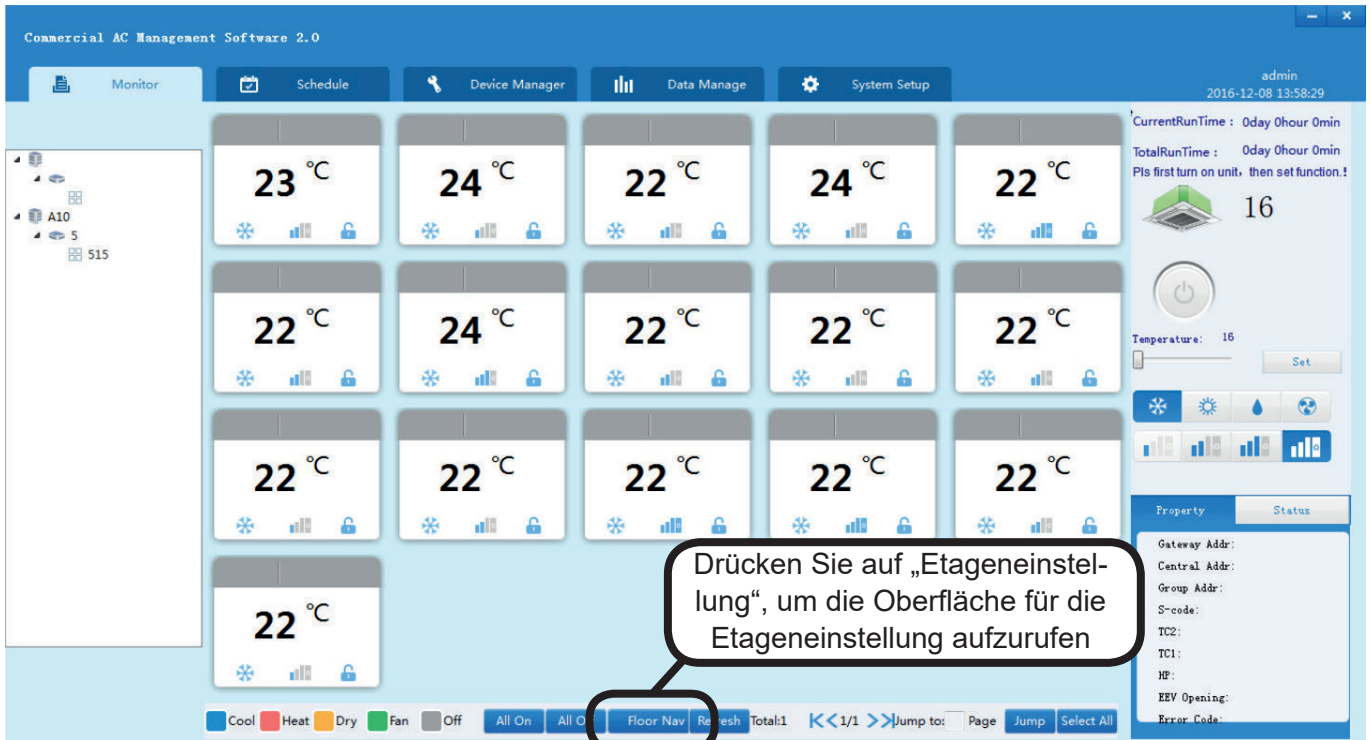 Commercial AC Management Software 2.0
Monitor
Schedule
Device Manager
Data Manage
System Setup
admin
2016-12-08 13:58:29
A10
5
515
23 °C
24 °C
22 °C
24 °C
22 °C
22 °C
24 °C
22 °C
22 °C
22 °C
22 °C
22 °C
22 °C
22 °C
22 °C
22 °C
CurrentRunTime : 0day 0hour 0min
TotalRunTime : 0day 0hour 0min
Pls first turn on unit, then set function.!
16
Temperature: 16
Set
Property
Status
Gateway Addr:
Central Addr:
Group Addr:
S-code:
TC2:
TC1:
HP:
EEV Opening:
Error Code:
Drücken Sie auf „Etageneinstel-
lung“, um die Oberfläche für die
Etageneinstellung aufzurufen
Cool Heat Dry Fan Off All On All O Floor Nav Refresh Total:1 1/1 Jump to: Page Jump Select All